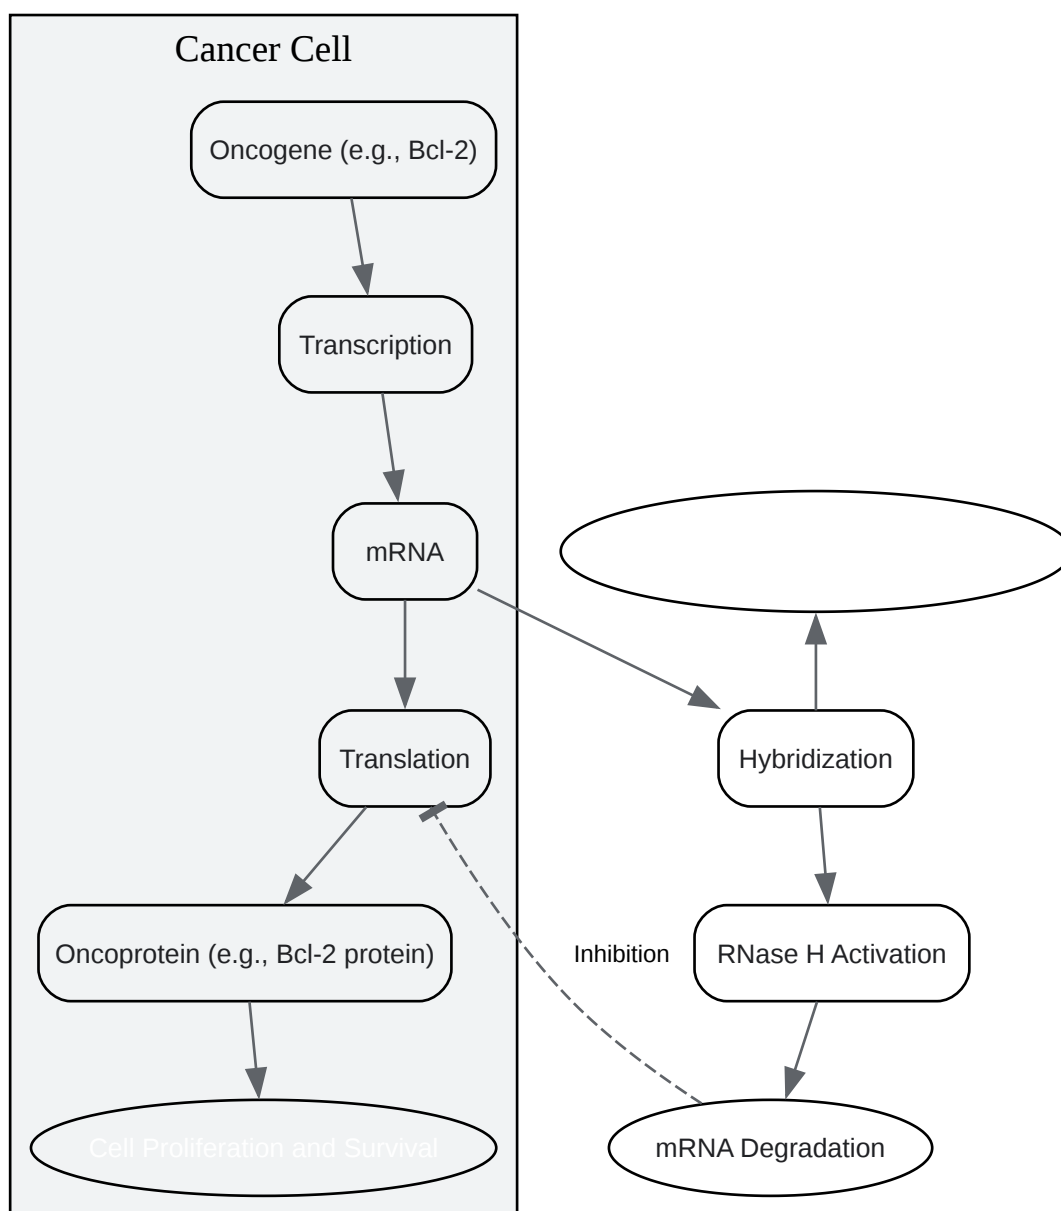 Cancer Cell
Oncogene (e.g., Bcl-2)
Transcription
mRNA
Translation
Hybridization
Oncoprotein (e.g., Bcl-2 protein)
Inhibition
RNase H Activation
Cell Proliferation and Survival
mRNA Degradation